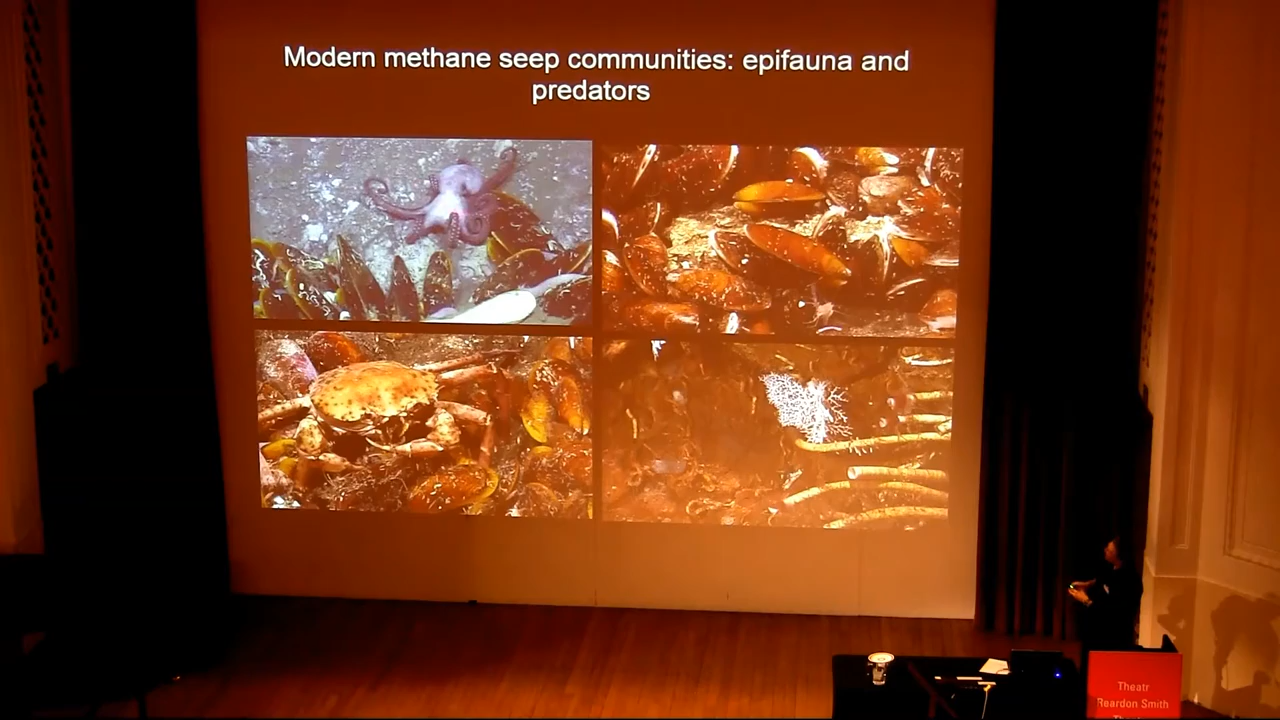 Modern methane seep communities: epifauna and
predators
Theatr
Reardon Smith